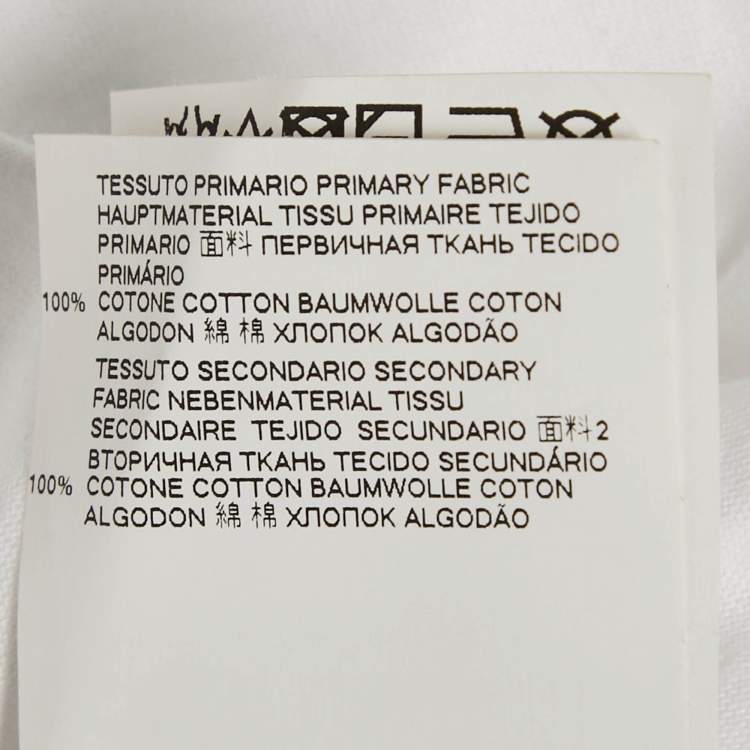 TESSUTO PRIMARIO PRIMARY FABRIC
HAUPTMATERIAL TISSU PRIMAIRE TEJIDO
PRIMARIO 面料 ПЕРВИЧНАЯ ТКАНЬ TECIDO
PRIMÁRIO
100% COTONE COTTON BAUMWOLLE COTON
ALGODON 綿 棉 ХЛОПОК ALGODÃO
TESSUTO SECONDARIO SECONDARY
FABRIC NEBENMATERIAL TISSU
SECONDAIRE TEJIDO SECUNDARIO 面料2
ВТОРИЧНАЯ ТКАНЬ TECIDO SECUNDÁRIO
100% COTONE COTTON BAUMWOLLE COTON
ALGODON 綿 棉 ХЛОПОК ALGODÃO